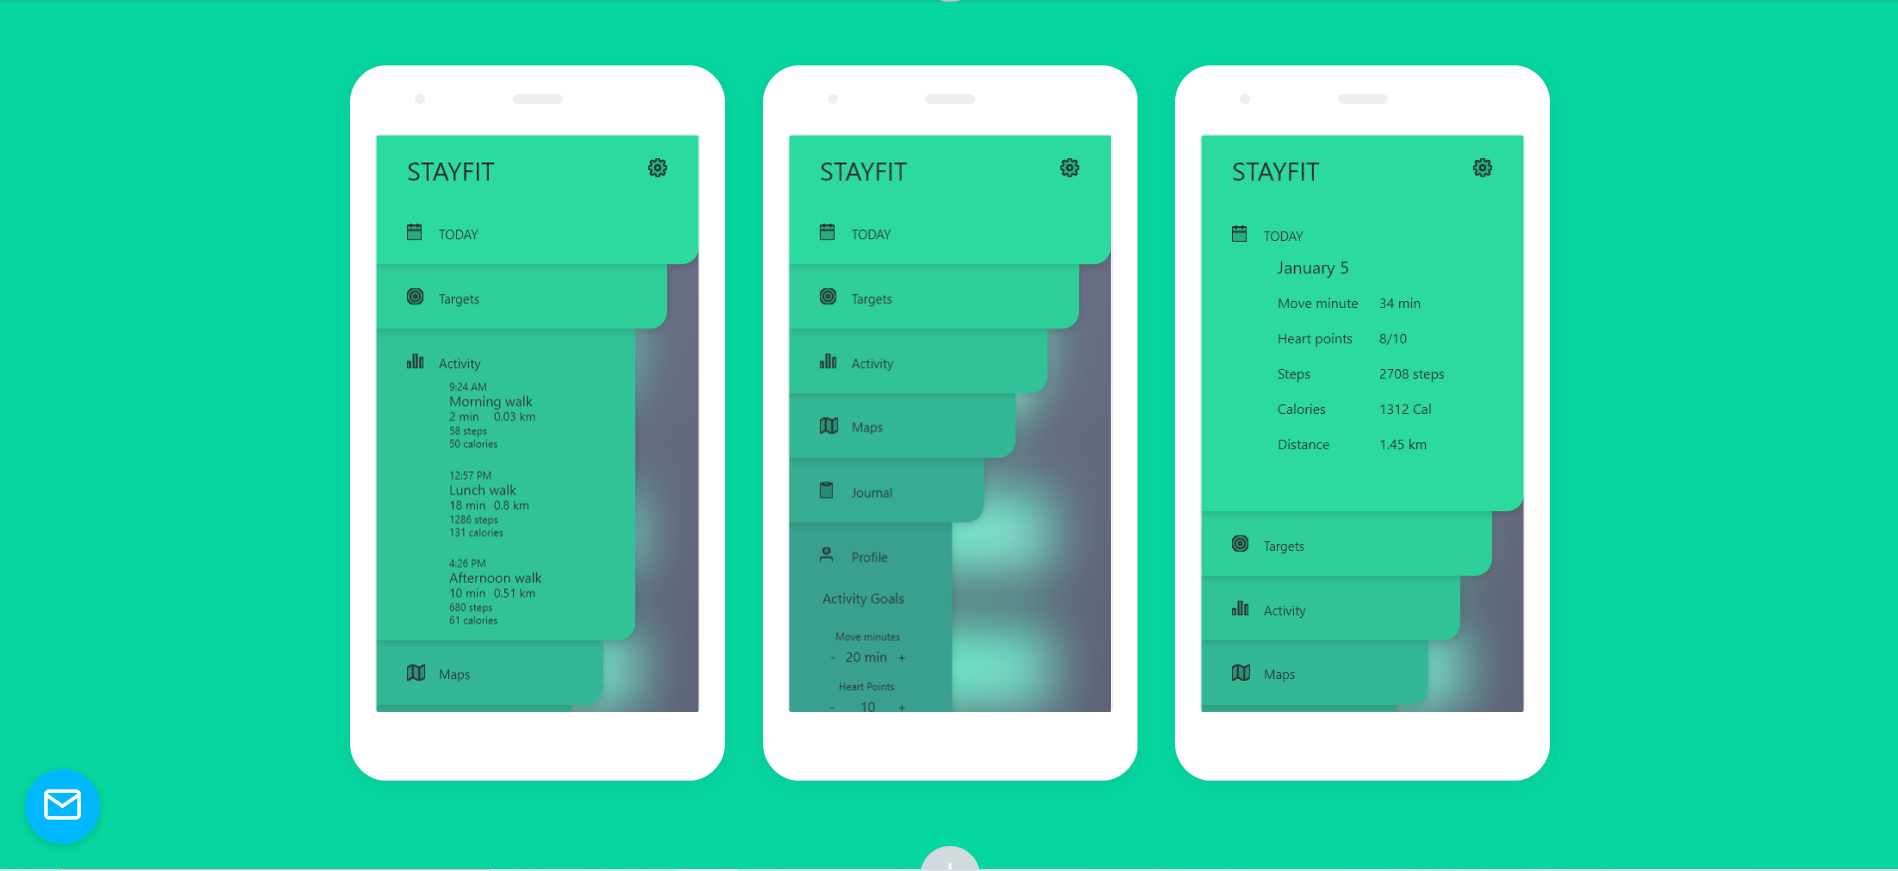 STAYFIT
TODAY
Targets
Activity
9:24 AM
Morning walk
2 min 0.03 km
58 steps
50 calories
12:57 PM
Lunch walk
18 min 0.8 km
1286 steps
131 calories
4:26 PM
Afternoon walk
10 min 0.51 km
680 steps
61 calories
Maps
STAYFIT
TODAY
Targets
Activity
Maps
Journal
Profile
Activity Goals
Move minutes
- 20 min +
Heart Points
- 10 +
STAYFIT
TODAY
January 5
Move minute 34 min
Heart points 8/10
Steps 2708 steps
Calories 1312 Cal
Distance 1.45 km
Targets
Activity
Maps